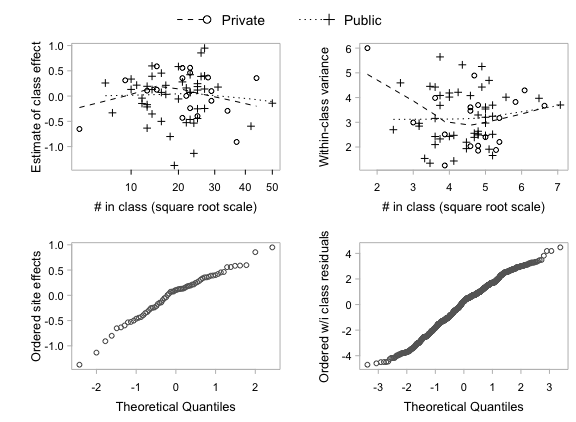 Private Public
Estimate of class effect
1.0
0.5
0.0
-0.5
-1.0
10 20 30 40 50
# in class (square root scale)
Within-class variance
6
5
4
3
2
2 3 4 5 6 7
# in class (square root scale)
Ordered site effects
1.0
0.5
0.0
-0.5
-1.0
-2 -1 0 1 2
Theoretical Quantiles
Ordered w/i class residuals
4
2
0
-2
-4
-3 -2 -1 0 1 2 3
Theoretical Quantiles